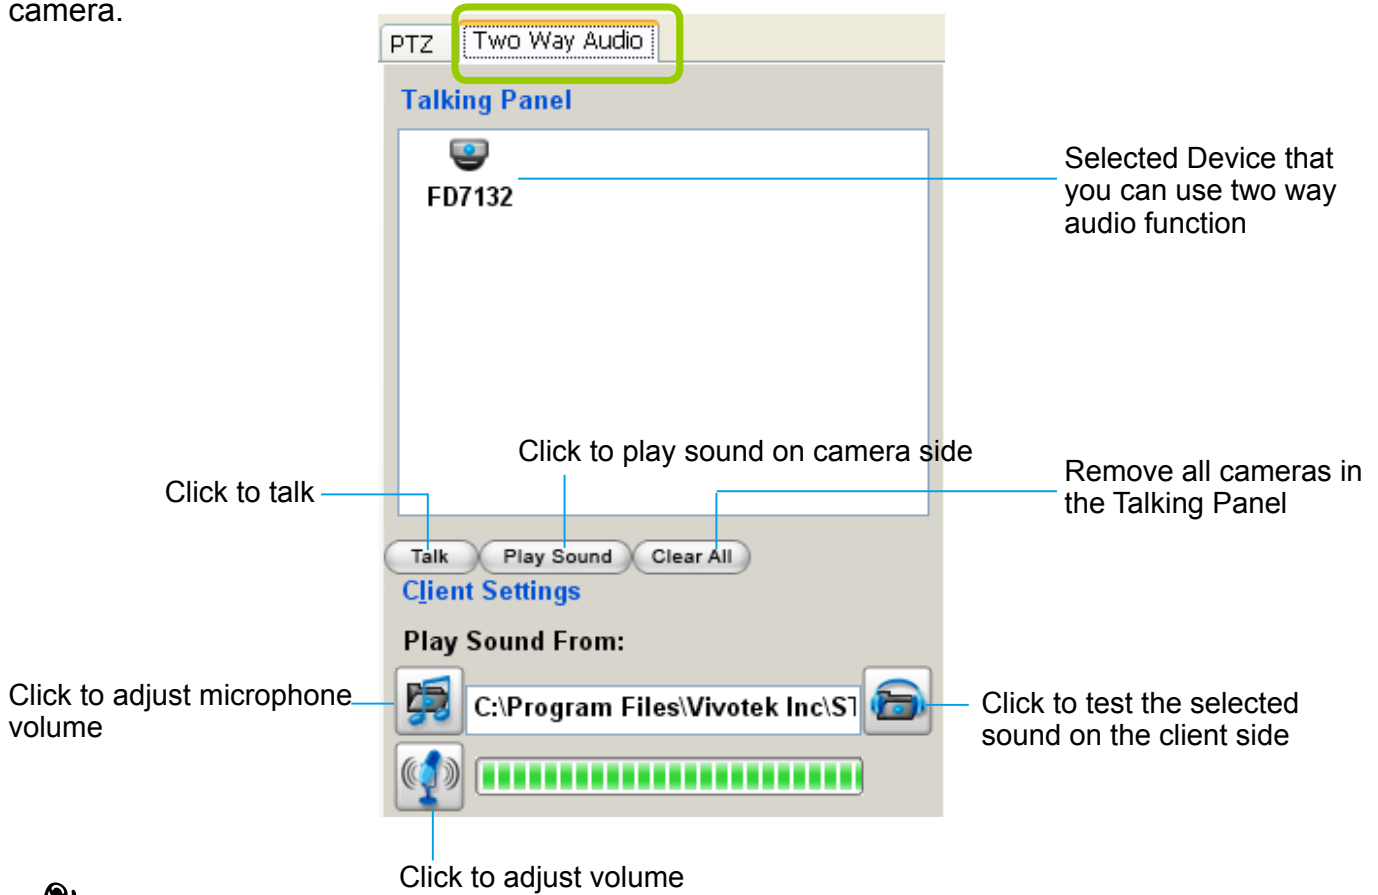 camera.
PTZ
Two Way Audio
Talking Panel
FD7132
Selected Device that
you can use two way
audio function
Click to play sound on camera side
Click to talk
Remove all cameras in
the Talking Panel
Talk
Play Sound
Clear All
Client Settings
Play Sound From:
Click to adjust microphone
volume
C:\Program Files\Vivotek Inc\ST
Click to test the selected
sound on the client side
Click to adjust volume